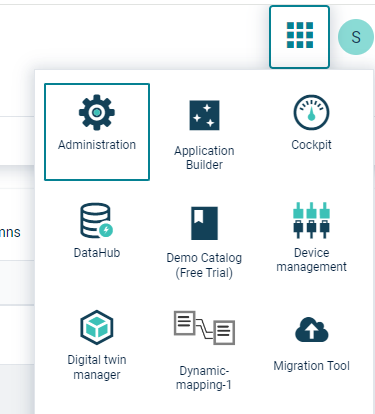 S
Administration
Application
Builder
Cockpit
nns
DataHub
Demo Catalog
(Free Trial)
Device
management
Digital twin
manager
Dynamic-
mapping-1
Migration Tool